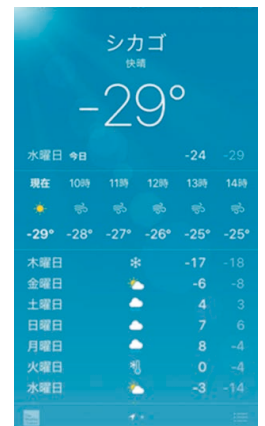 シカゴ
快晴
-29°
水曜日 今日 -24 -29
現在 10時 11時 12時 13時 14時
-29° -28° -27° -26° -25° -25°
木曜日 -17 -18
金曜日 -6 -8
土曜日 4 3
日曜日 7 6
月曜日 8 -4
火曜日 0 -4
水曜日 -3 -14